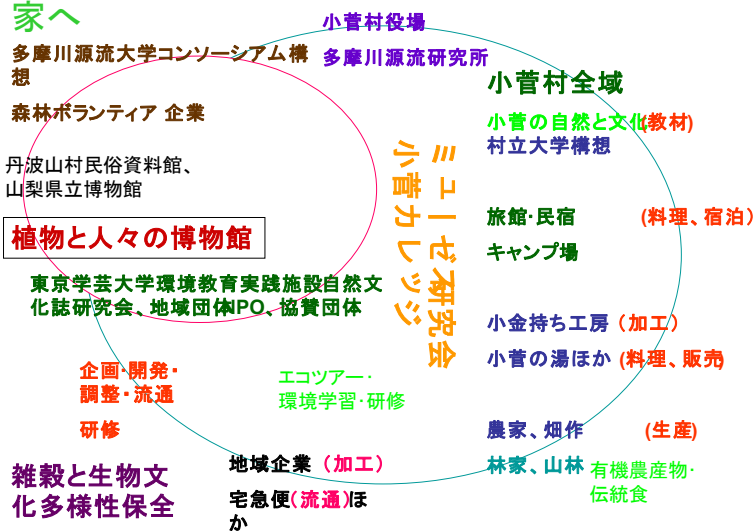 家へ
小菅村役場
多摩川源流研究所
多摩川源流大学コンソーシアム構
想
森林ボランティア 企業
丹波山村民俗資料館、
山梨県立博物館
植物と人々の博物館
東京学芸大学環境教育実践施設自然文
化誌研究会、地域団体NPO、協賛団体
ミューゼス研究会
小菅カレッジ
小菅村全域
小菅の自然と文化(教材)
村立大学構想
旅館・民宿 (料理、宿泊)
キャンプ場
小金持ち工房 (加工)
小菅の湯ほか (料理、販売)
農家、畑作 (生産)
林家、山林
有機農産物・
伝統食
企画・開発・
調整・流通
研修
エコツアー・
環境学習・研修
雑穀と生物文
化多様性保全
地域企業 (加工)
宅急便(流通)ほ
か